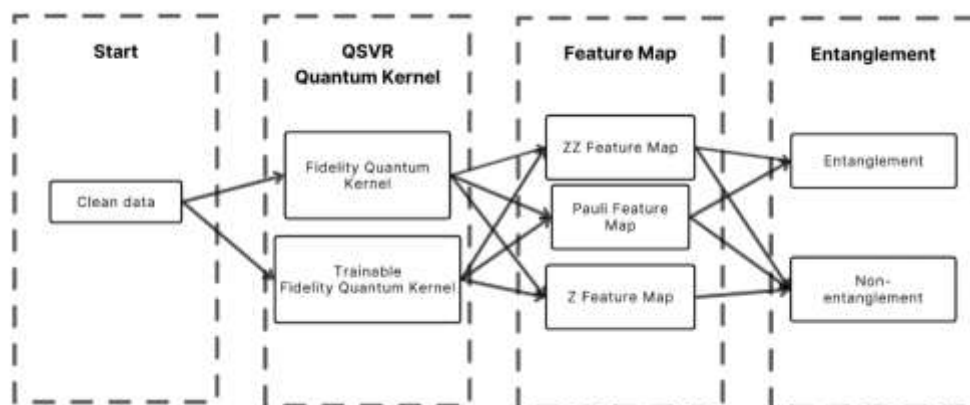 Start
QSVR
Quantum Kernel
Feature Map
Entanglement
Clean data
Fidelity Quantum
Kernel
Trainable
Fidelity Quantum Kernel
ZZ Feature Map
Pauli Feature
Map
Z Feature Map
Entanglement
Non-
entanglement